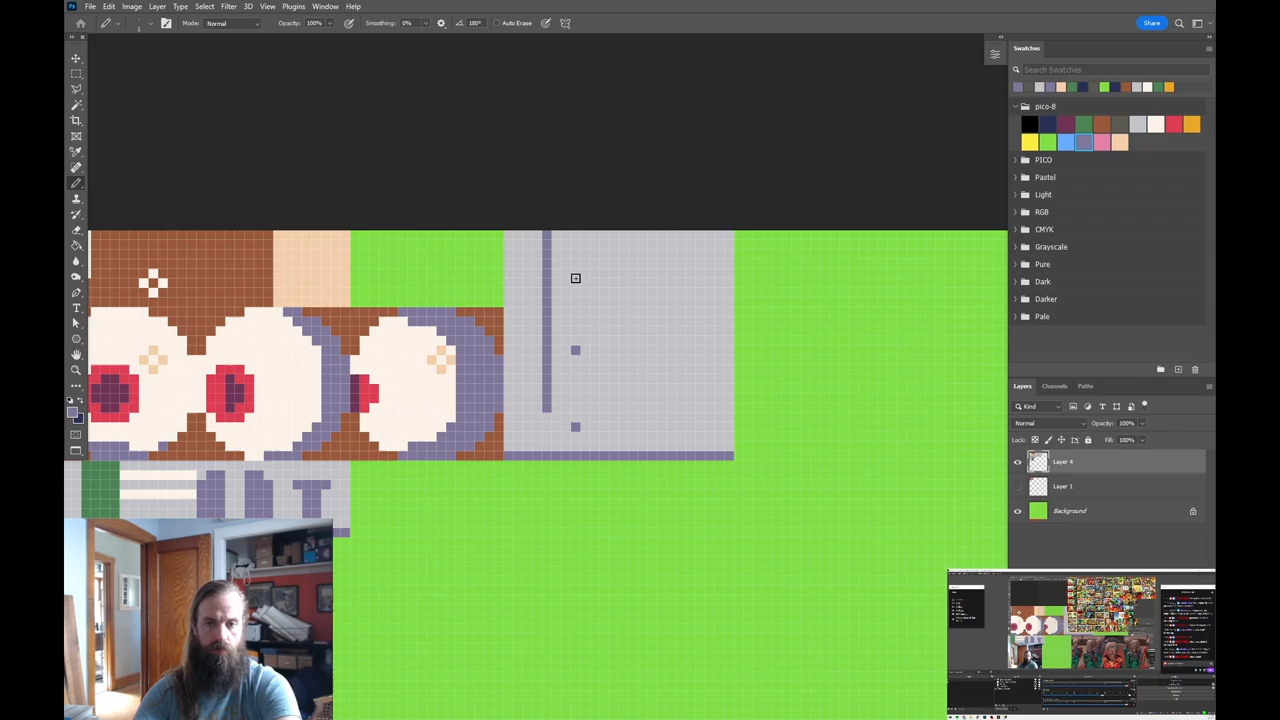 Ps File Edit Image Layer Type Select Filter 3D View Plugins Window Help
Mode: Normal Opacity: 100% Smoothing: 0% 180° Auto Erase Share
Swatches
Search Swatches
pico-8
PICO
Pastel
Light
RGB
CMYK
Grayscale
Pure
Dark
Darker
Pale
Layers Channels Paths
Kind
Normal Opacity: 100%
Lock: Fill: 100%
Layer 4
Layer 1
Background